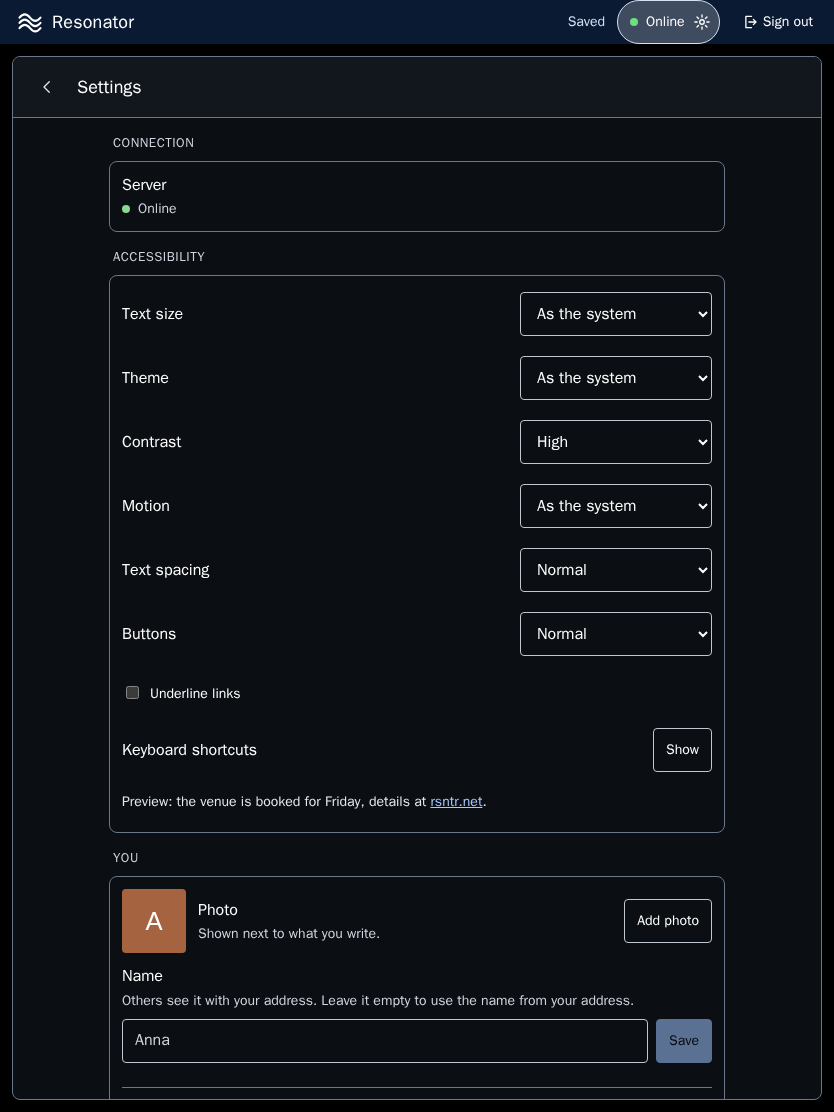 Resonator
Saved
Online
Sign out
Settings
CONNECTION
Server
Online
ACCESSIBILITY
Text size
As the system
Theme
As the system
Contrast
High
Motion
As the system
Text spacing
Normal
Buttons
Normal
Underline links
Keyboard shortcuts
Show
Preview: the venue is booked for Friday, details at rsntr.net.
YOU
A
Photo
Shown next to what you write.
Add photo
Name
Others see it with your address. Leave it empty to use the name from your address.
Anna
Save